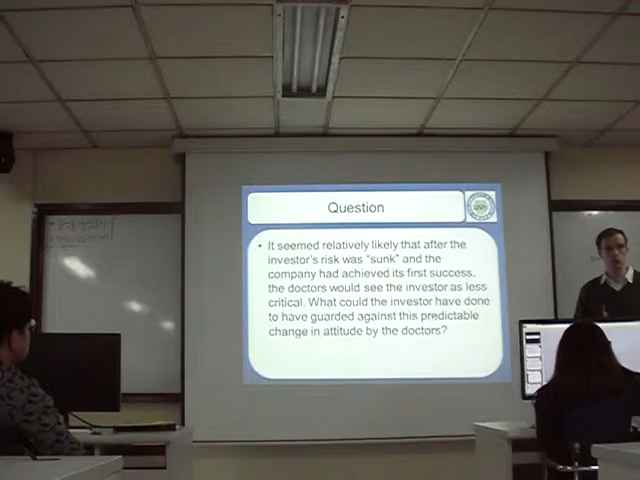 Question
• It seemed relatively likely that after the
investor's risk was "sunk" and the
company had achieved its first success,
the doctors would see the investor as less
critical. What could the investor have done
to have guarded against this predictable
change in attitude by the doctors?